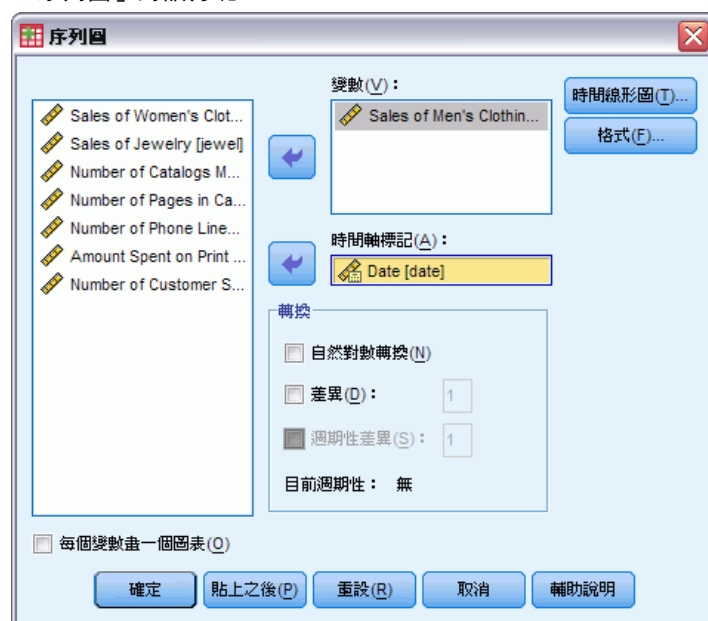 序列圖
變數(V)：
Sales of Women's Clot...
Sales of Jewelry [jewel]
Number of Catalogs M...
Number of Pages in Ca...
Number of Phone Line...
Amount Spent on Print ...
Number of Customer S...
Sales of Men's Clothin...
時間線形圖(T)...
格式(F)...
時間軸標記(A)：
Date [date]
轉換
自然對數轉換(N)
差異(D)： 1
週期性差異(S)： 1
目前週期性： 無
每個變數畫一個圖表(O)
確定 貼上之後(P) 重設(R) 取消 輔助說明